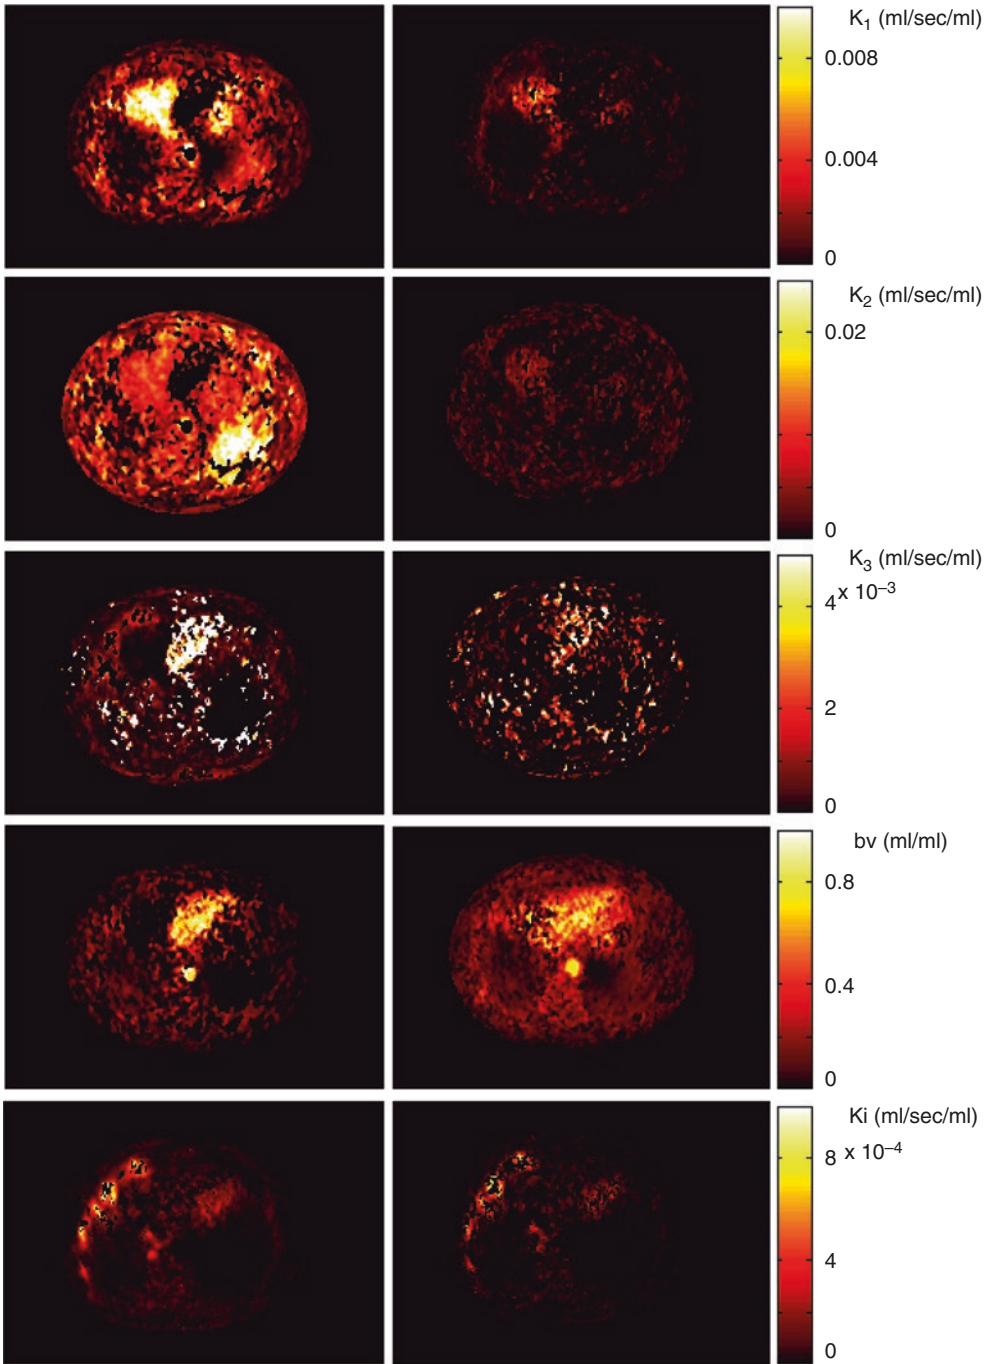 K₁ (ml/sec/ml)
0.008
0.004
0
K₂ (ml/sec/ml)
0.02
0
K₃ (ml/sec/ml)
4 x 10⁻³
2
0
bv (ml/ml)
0.8
0.4
0
Ki (ml/sec/ml)
8 x 10⁻⁴
4
0